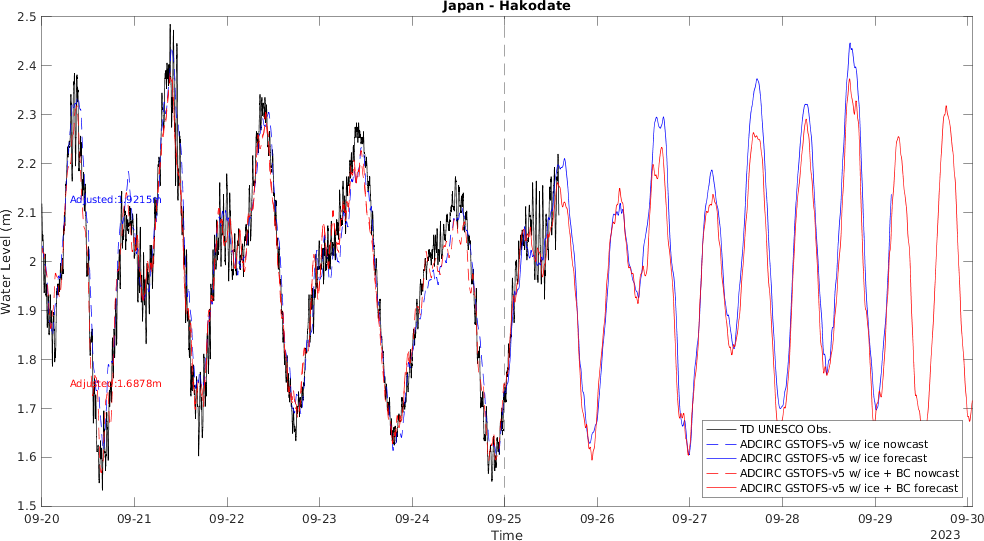 Japan - Hakodate
2.5
2.4
2.3
2.2
2.1
2
1.9
1.8
1.7
1.6
1.5
Water Level (m)
Adjusted:1.9215m
Adjusted:1.6878m
TD UNESCO Obs.
ADCIRC GSTOFS-v5 w/ ice nowcast
ADCIRC GSTOFS-v5 w/ ice forecast
ADCIRC GSTOFS-v5 w/ ice + BC nowcast
ADCIRC GSTOFS-v5 w/ ice + BC forecast
09-20 09-21 09-22 09-23 09-24 09-25 09-26 09-27 09-28 09-29 09-30
Time
2023